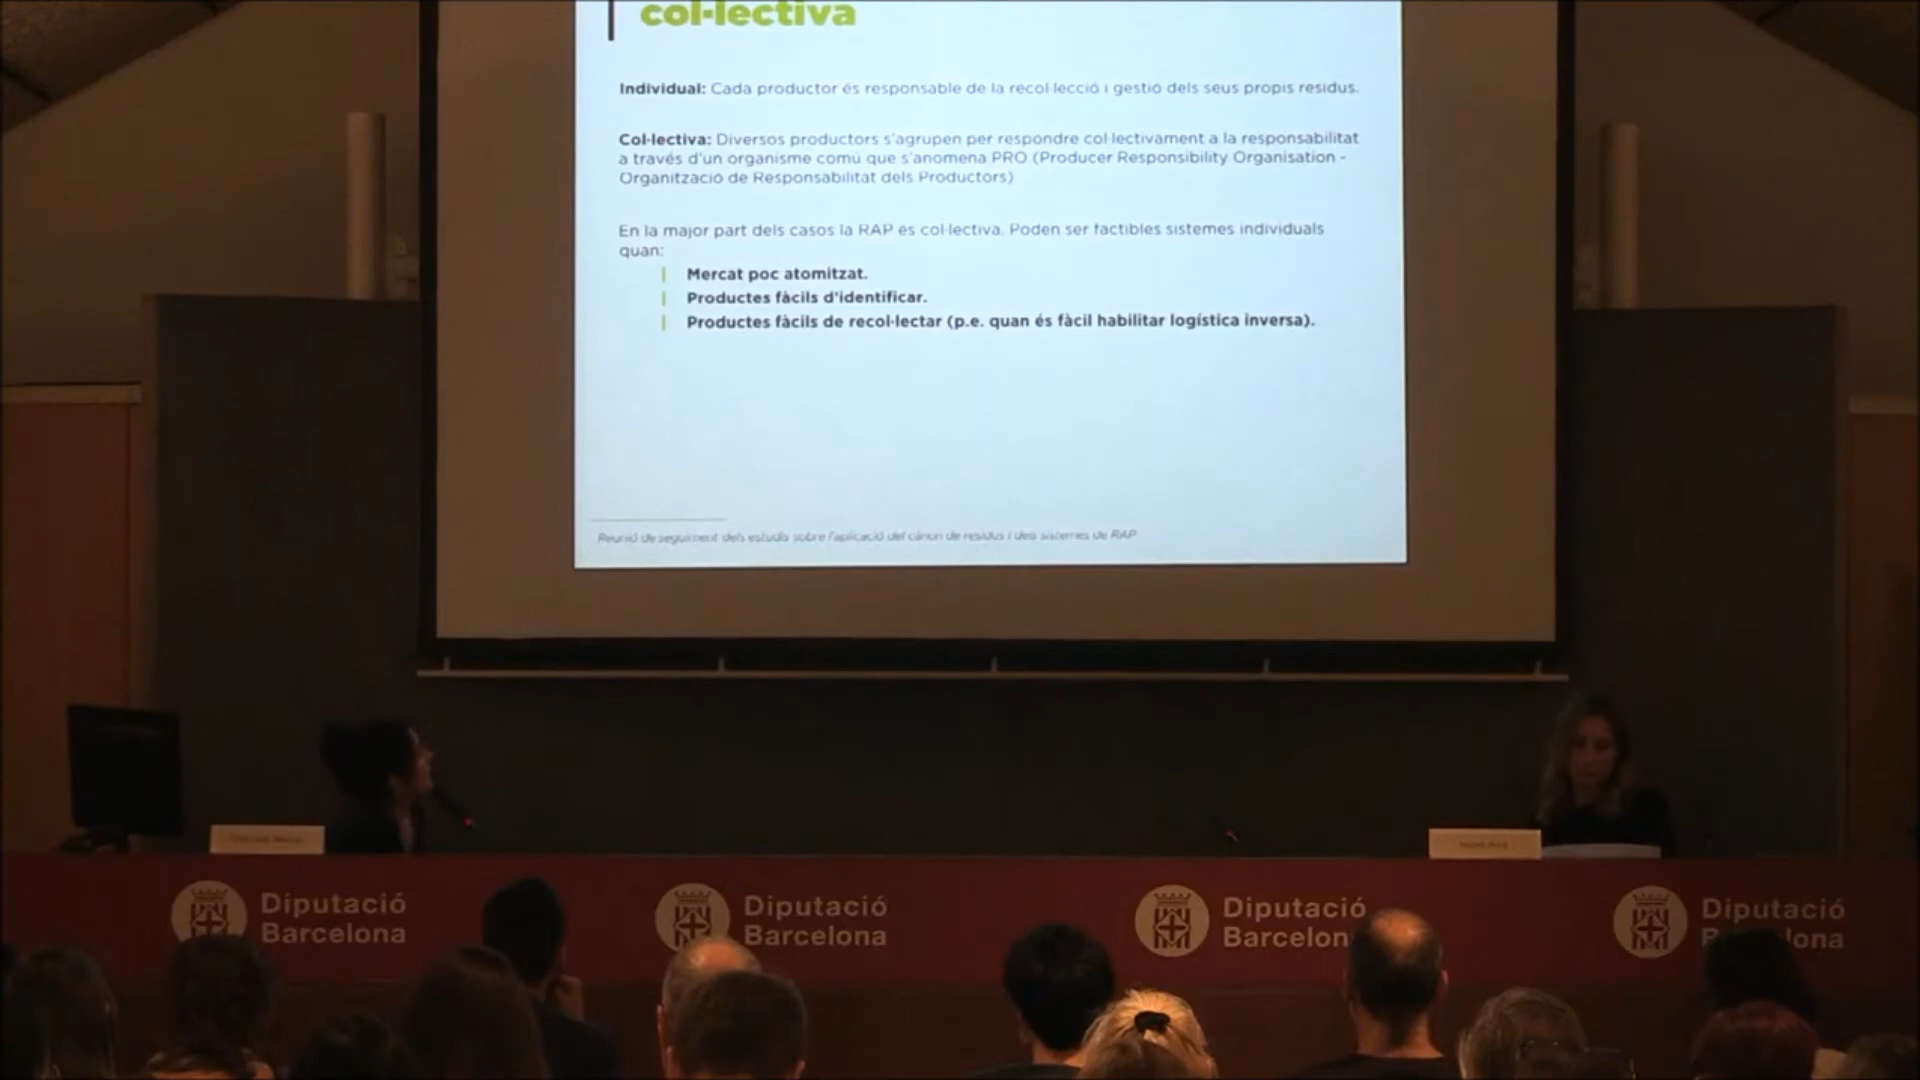 col·lectiva
Individual: Cada productor és responsable de la recol·lecció i gestió dels seus propis residus.
Col·lectiva: Diversos productors s'agrupen per respondre col·lectivament a la responsabilitat
a través d'un organisme comú que s'anomena PRO (Producer Responsibility Organisation -
Organització de Responsabilitat dels Productors)
En la major part dels casos la RAP és col·lectiva. Poden ser factibles sistemes individuals
quan:
Mercat poc atomitzat.
Productes fàcils d'identificar.
Productes fàcils de recol·lectar (p.e. quan és fàcil habilitar logística inversa).
Reunió de seguiment dels estudis sobre l'aplicació del cànon de residus i dels sistemes de RAP
Diputació
Barcelona
Diputació
Barcelona
Diputació
Barcelon
Diputació